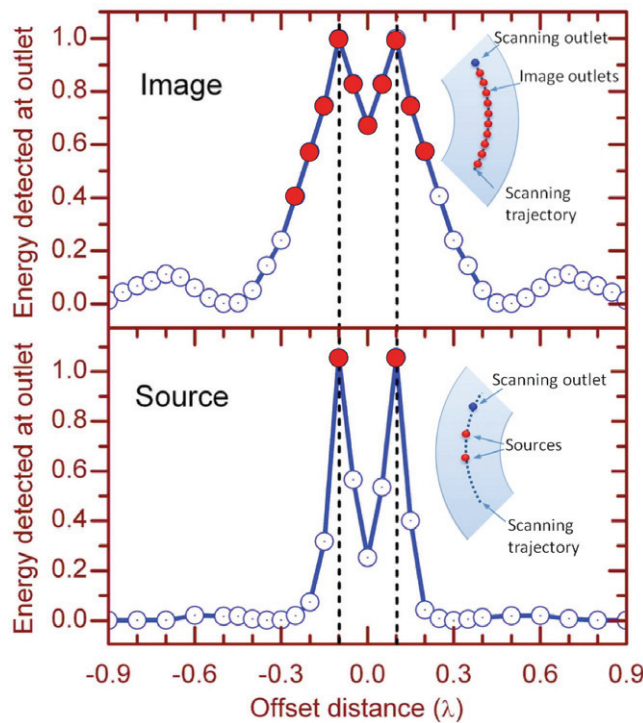 Energy detected at outlet
1.0
0.8
0.6
0.4
0.2
0.0
Image
Scanning outlet
Image outlets
Scanning
trajectory
Energy detected at outlet
1.0
0.8
0.6
0.4
0.2
0.0
Source
Scanning outlet
Sources
Scanning
trajectory
-0.9 -0.6 -0.3 0.0 0.3 0.6 0.9
Offset distance (λ)